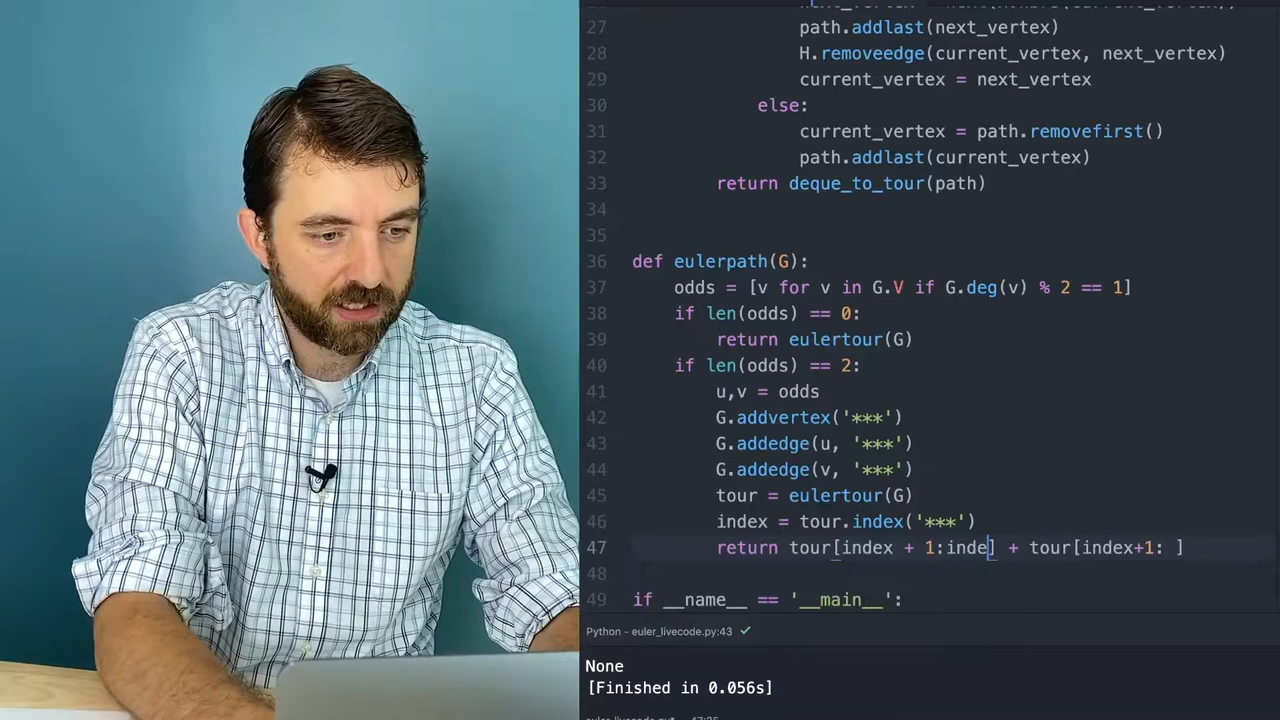 27 path.addlast(next_vertex)
28 H.removeedge(current_vertex, next_vertex)
29 current_vertex = next_vertex
30 else:
31 current_vertex = path.removefirst()
32 path.addlast(current_vertex)
33 return deque_to_tour(path)
34
35
36 def eulerpath(G):
37 odds = [v for v in G.V if G.deg(v) % 2 == 1]
38 if len(odds) == 0:
39 return eulertour(G)
40 if len(odds) == 2:
41 u,v = odds
42 G.addvertex('***')
43 G.addedge(u, '***')
44 G.addedge(v, '***')
45 tour = eulertour(G)
46 index = tour.index('***')
47 return tour[index + 1:inde] + tour[index+1: ]
48
49 if __name__ == '__main__':
Python - euler_livecode.py:43 ✓
None
[Finished in 0.056s]